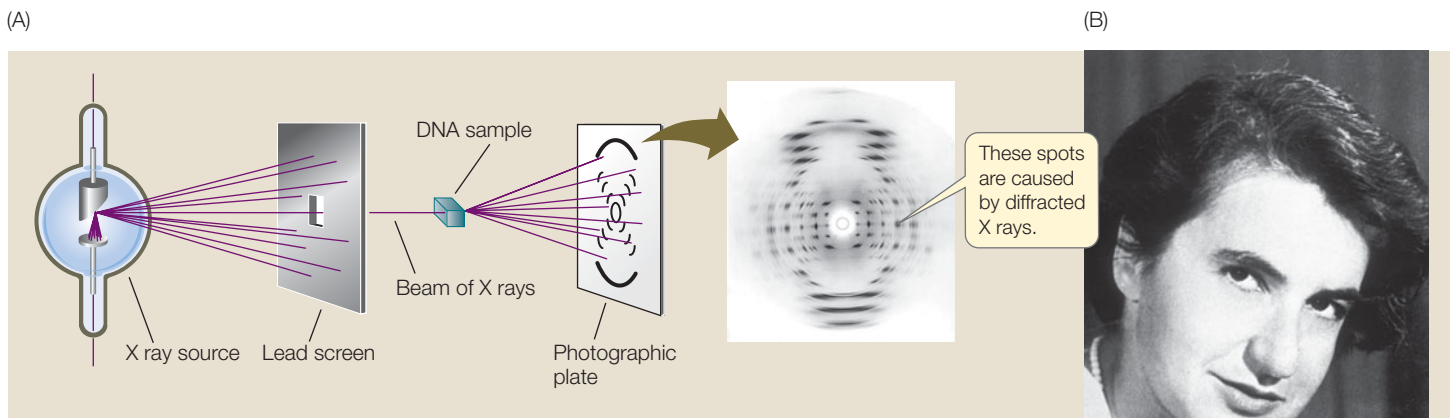 (A)
(B)
DNA sample
These spots
are caused
by diffracted
X rays.
Beam of X rays
X ray source
Lead screen
Photographic
plate